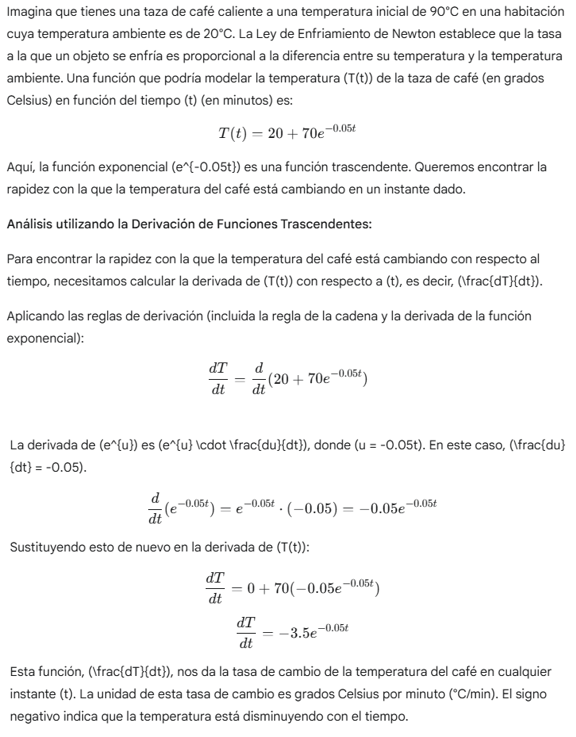 Imagina que tienes una taza de café caliente a una temperatura inicial de 90°C en una habitación
cuya temperatura ambiente es de 20°C. La Ley de Enfriamiento de Newton establece que la tasa
a la que un objeto se enfría es proporcional a la diferencia entre su temperatura y la temperatura
ambiente. Una función que podría modelar la temperatura (T(t)) de la taza de café (en grados
Celsius) en función del tiempo (t) (en minutos) es:
T(t) = 20 + 70e^{−0.05t}
Aquí, la función exponencial (e^{-0.05t}) es una función trascendente. Queremos encontrar la
rapidez con la que la temperatura del café está cambiando en un instante dado.
Análisis utilizando la Derivación de Funciones Trascendentes:
Para encontrar la rapidez con la que la temperatura del café está cambiando con respecto al
tiempo, necesitamos calcular la derivada de (T(t)) con respecto a (t), es decir, (\frac{dT}{dt}).
Aplicando las reglas de derivación (incluida la regla de la cadena y la derivada de la función
exponencial):
dT/dt = d/dt(20 + 70e^{−0.05t})
La derivada de (e^{u}) es (e^{u} \cdot \frac{du}{dt}), donde (u = -0.05t). En este caso, (\frac{du}
{dt} = -0.05).
d/dt(e^{−0.05t}) = e^{−0.05t} · (−0.05) = −0.05e^{−0.05t}
Sustituyendo esto de nuevo en la derivada de (T(t)):
dT/dt = 0 + 70(−0.05e^{−0.05t})
dT/dt = −3.5e^{−0.05t}
Esta función, (\frac{dT}{dt}), nos da la tasa de cambio de la temperatura del café en cualquier
instante (t). La unidad de esta tasa de cambio es grados Celsius por minuto (°C/min). El signo
negativo indica que la temperatura está disminuyendo con el tiempo.